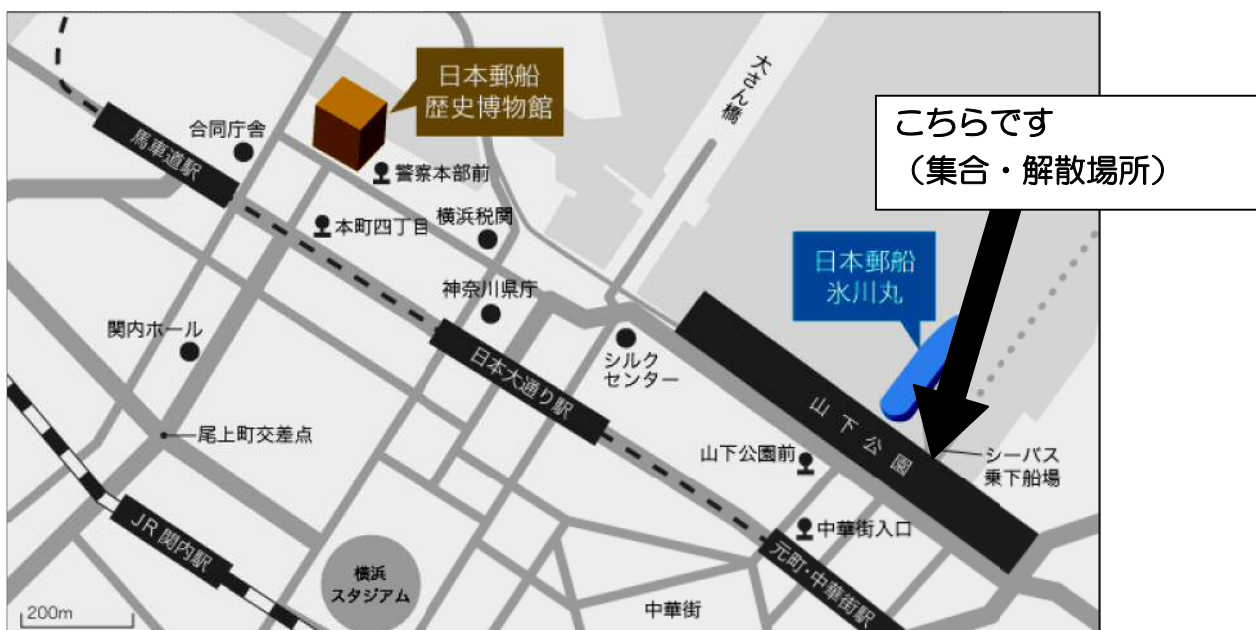 日本郵船
歴史博物館
大さん橋
こちらです
（集合・解散場所）
合同庁舎
馬車道駅
警察本部前
本町四丁目
横浜税関
日本郵船
氷川丸
神奈川県庁
関内ホール
シルク
センター
日本大通り駅
山下公園
尾上町交差点
山下公園前
シーバス
乗下船場
JR 関内駅
中華街入口
元町・中華街駅
横浜
スタジアム
中華街
200m